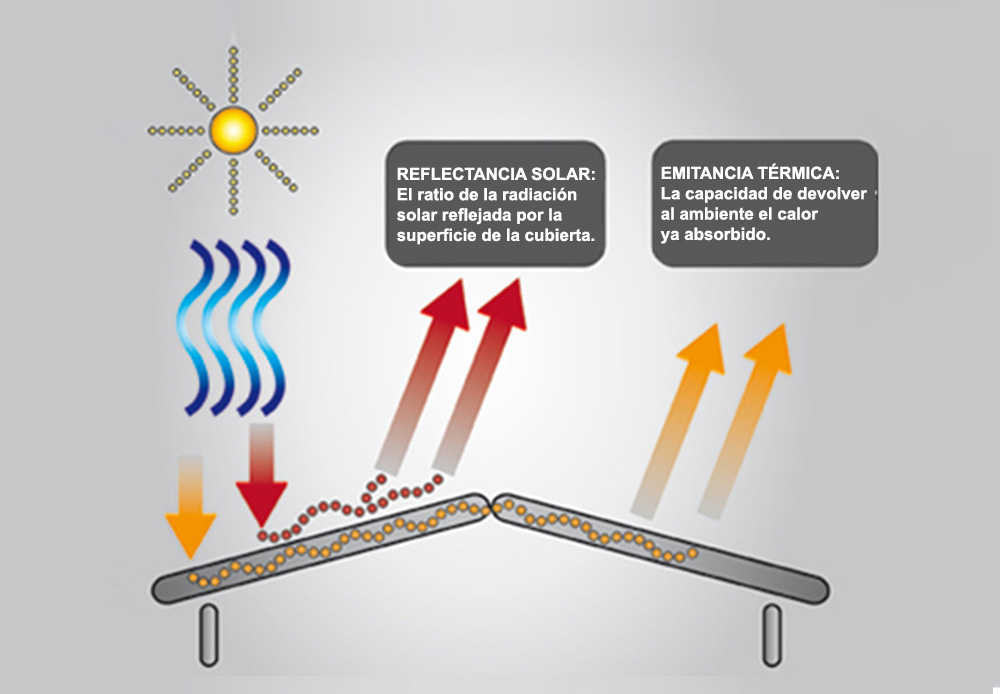 REFLECTANCIA SOLAR:
El ratio de la radiación
solar reflejada por la
superficie de la cubierta.
EMITANCIA TÉRMICA:
La capacidad de devolver
al ambiente el calor
ya absorbido.